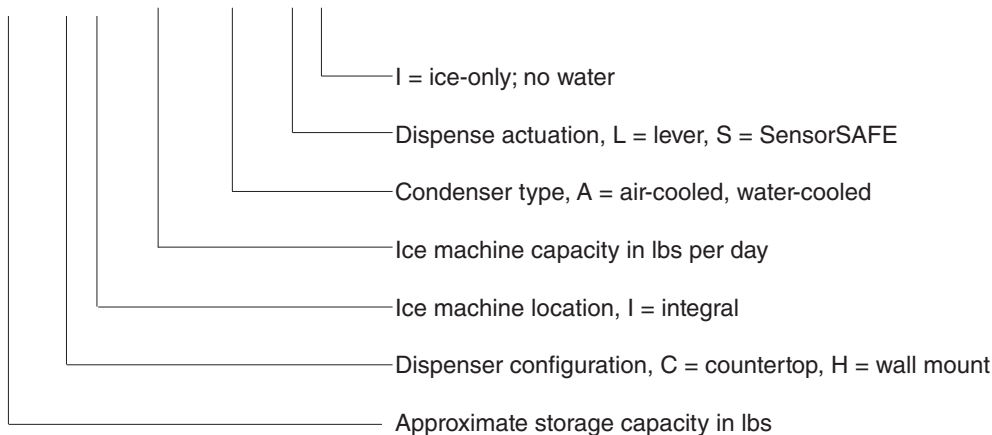 I = ice-only; no water
Dispense actuation, L = lever, S = SensorSAFE
Condenser type, A = air-cooled, water-cooled
Ice machine capacity in lbs per day
Ice machine location, I = integral
Dispenser configuration, C = countertop, H = wall mount
Approximate storage capacity in lbs